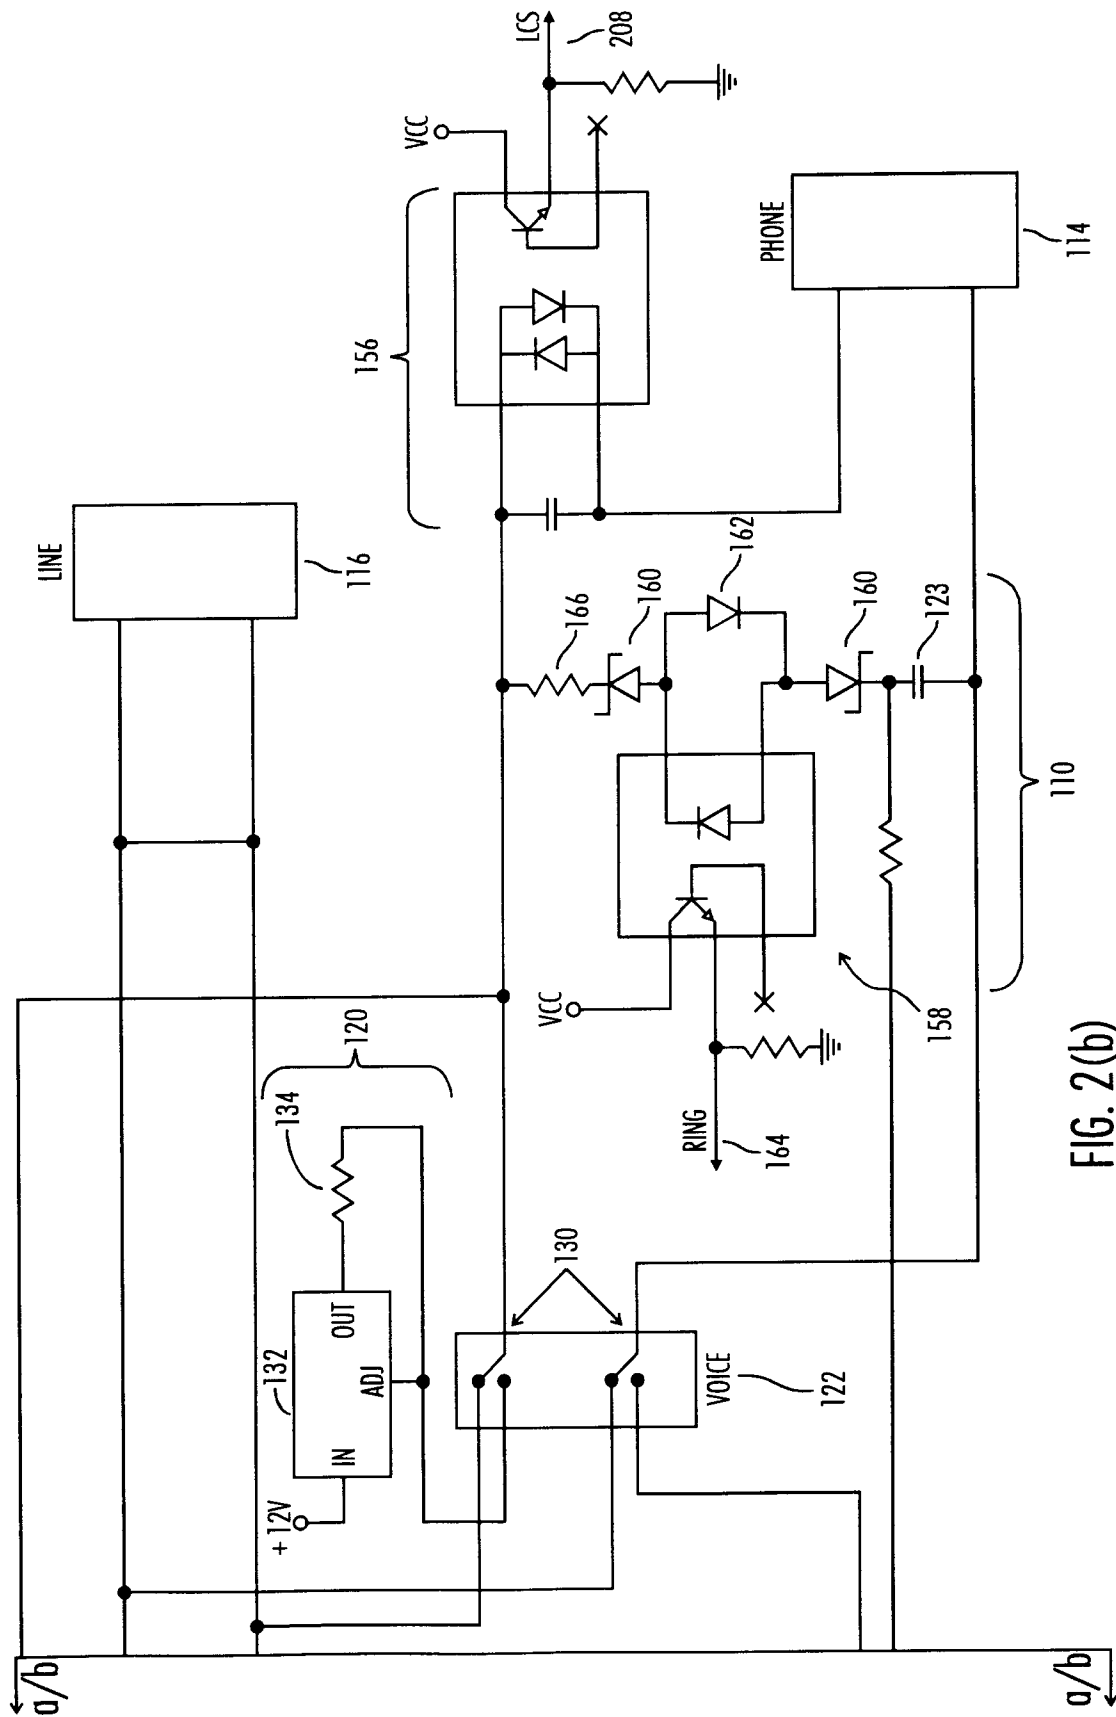 LINE
116
156
VCC
LCS
208
PHONE
114
166
160
162
160
123
110
120
134
132
IN
OUT
ADJ
+12V
130
VOICE
122
VCC
RING
164
158
a/b
a/b
FIG. 2(b)